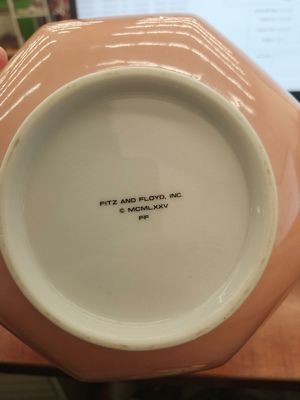 FITZ AND FLOYD, INC.
© MCMLXXV
FF